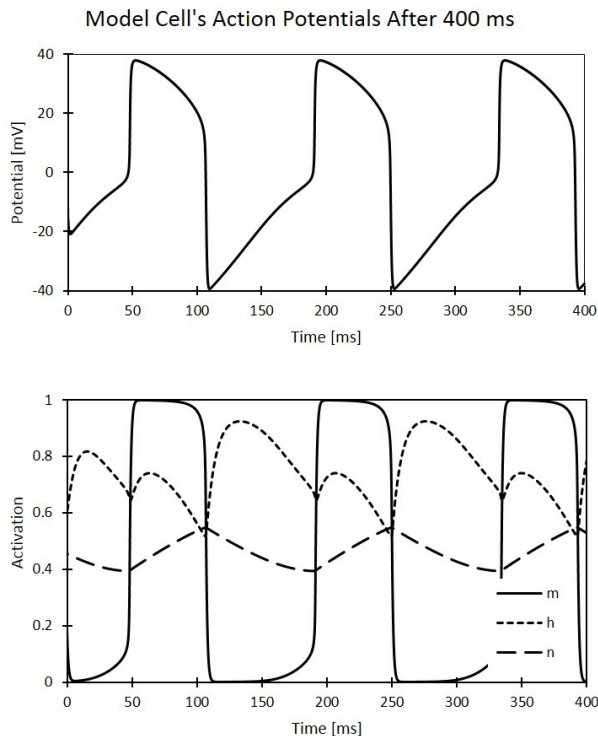 Model Cell's Action Potentials After 400 ms
40
20
0
-20
-40
Potential [mV]
0 50 100 150 200 250 300 350 400
Time [ms]
1
0.8
0.6
0.4
0.2
0
Activation
m
h
n
0 50 100 150 200 250 300 350 400
Time [ms]